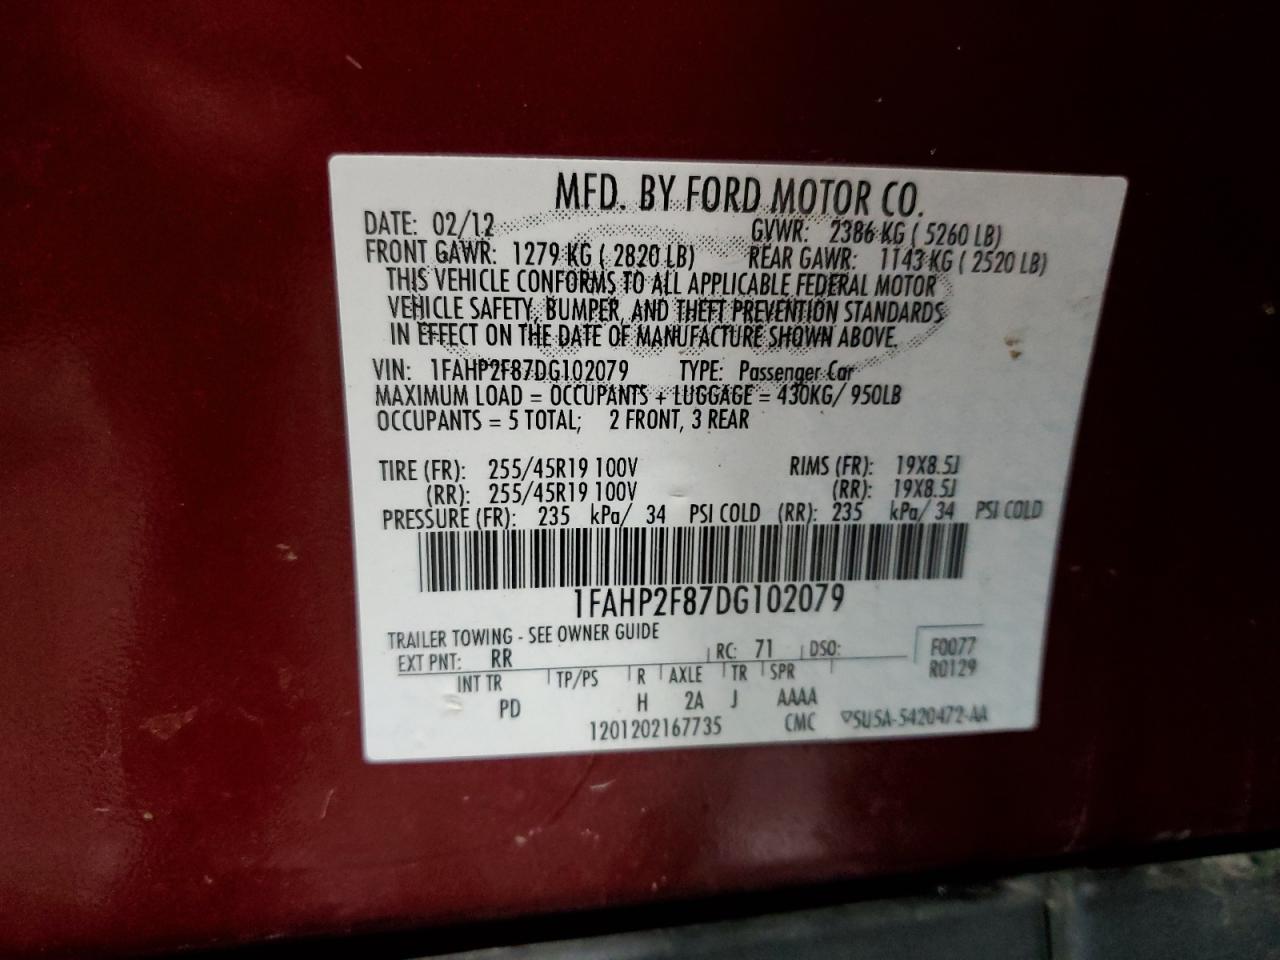 MFD. BY FORD MOTOR CO.
DATE: 02/12 GVWR: 2386 KG ( 5260 LB)
FRONT GAWR: 1279 KG ( 2820 LB) REAR GAWR: 1143 KG ( 2520 LB)
THIS VEHICLE CONFORMS TO ALL APPLICABLE FEDERAL MOTOR
VEHICLE SAFETY, BUMPER, AND THEFT PREVENTION STANDARDS
IN EFFECT ON THE DATE OF MANUFACTURE SHOWN ABOVE.
VIN: 1FAHP2F87DG102079 TYPE: Passenger Car
MAXIMUM LOAD = OCCUPANTS + LUGGAGE = 430KG/ 950LB
OCCUPANTS = 5 TOTAL; 2 FRONT, 3 REAR
TIRE (FR): 255/45R19 100V RIMS (FR): 19X8.5J
(RR): 255/45R19 100V (RR): 19X8.5J
PRESSURE (FR): 235 kPa/ 34 PSI COLD (RR): 235 kPa/ 34 PSI COLD
1FAHP2F87DG102079
TRAILER TOWING - SEE OWNER GUIDE
EXT PNT: RR RC: 71 DSO: F0077
R0129
INT TR TP/PS R AXLE TR SPR
PD H 2A J AAAA
1201202167735 CMC ▽5U5A-5420472-AA